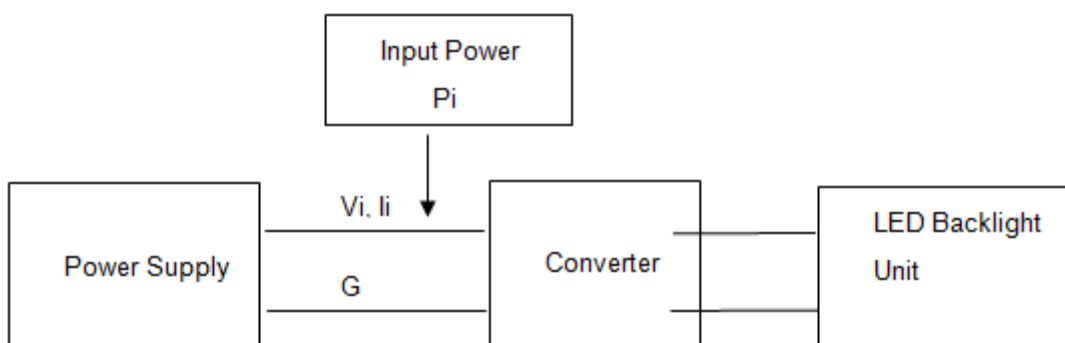 Input Power
Pi
Vi, Ii
Power Supply
G
Converter
LED Backlight
Unit